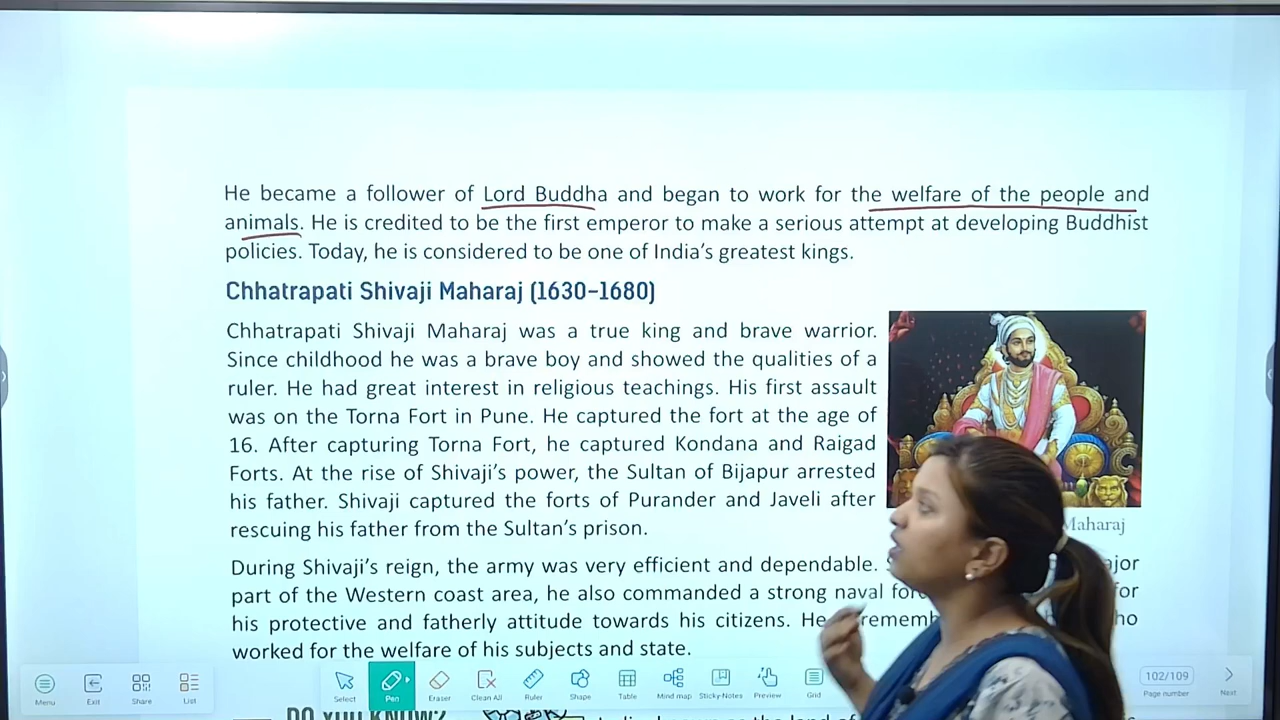 He became a follower of Lord Buddha and began to work for the welfare of the people and
animals. He is credited to be the first emperor to make a serious attempt at developing Buddhist
policies. Today, he is considered to be one of India's greatest kings.
Chhatrapati Shivaji Maharaj (1630-1680)
Chhatrapati Shivaji Maharaj was a true king and brave warrior.
Since childhood he was a brave boy and showed the qualities of a
ruler. He had great interest in religious teachings. His first assault
was on the Torna Fort in Pune. He captured the fort at the age of
16. After capturing Torna Fort, he captured Kondana and Raigad
Forts. At the rise of Shivaji's power, the Sultan of Bijapur arrested
his father. Shivaji captured the forts of Purander and Javeli after
rescuing his father from the Sultan's prison.
Maharaj
During Shivaji's reign, the army was very efficient and dependable.
part of the Western coast area, he also commanded a strong naval for
his protective and fatherly attitude towards his citizens. He
worked for the welfare of his subjects and state.
Menu
Exit
Share
List
Select
Pen
Eraser
Clean All
Ruler
Shape
Table
Mind map
Sticky-Notes
Preview
Grid
102/109
Page number
Next
DO YOU KNOW?